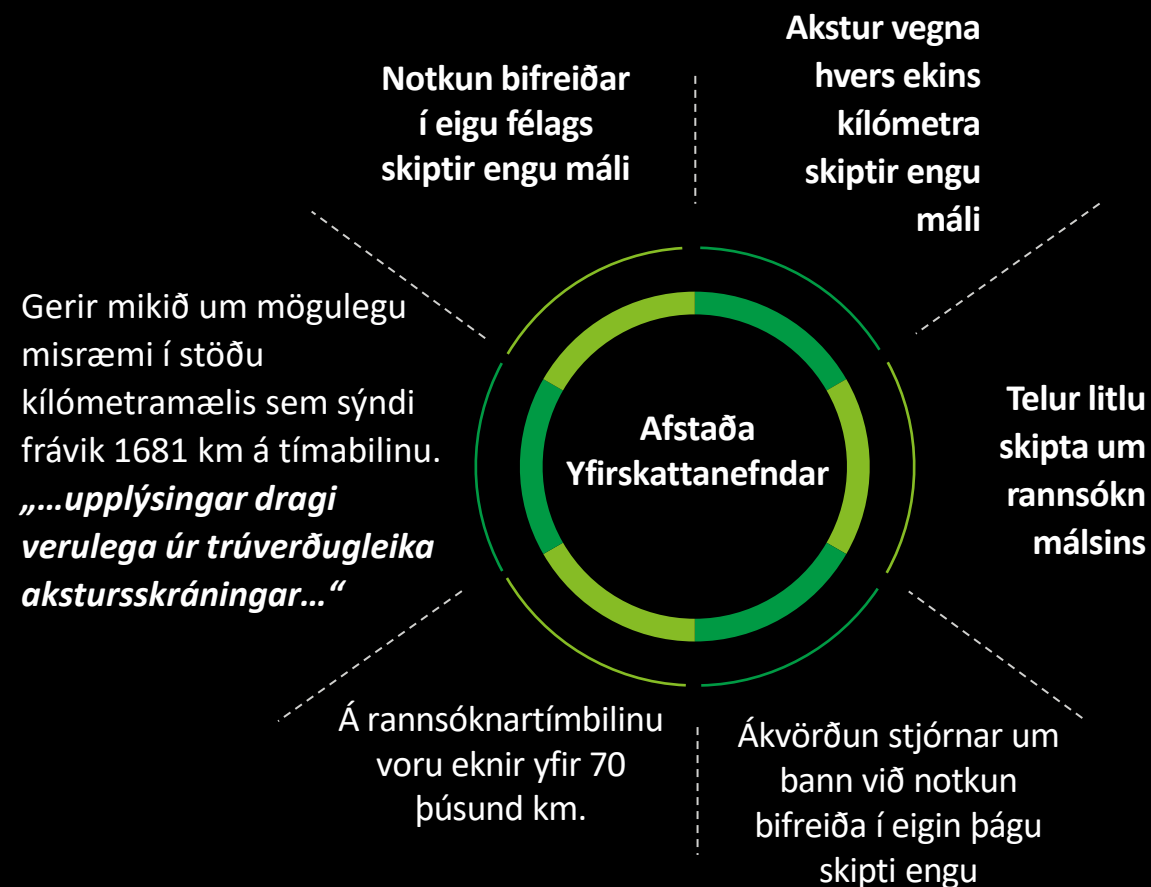 Notkun bifreiðar
í eigu félags
skiptir engu máli
Akstur vegna
hvers ekins
kílómetra
skiptir engu
máli
Gerir mikið um mögulegu
misræmi í stöðu
kílómetramælis sem sýndi
frávik 1681 km á tímabilinu.
„…upplýsingar dragi
verulega úr trúverðugleika
akstursskráningar…“
Afstaða
Yfirskattanefndar
Telur litlu
skipta um
rannsókn
málsins
Á rannsóknartímbilinu
voru eknir yfir 70
þúsund km.
Ákvörðun stjórnar um
bann við notkun
bifreiða í eigin þágu
skipti engu